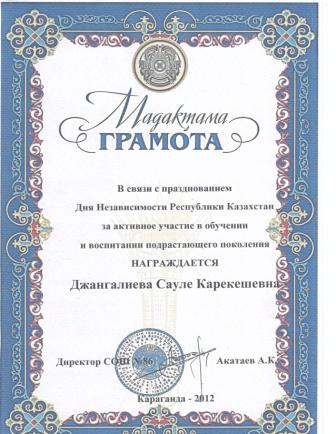 Мадақтама
ГРАМОТА
В связи с празднованием
Дня Независимости Республики Казахстан
за активное участие в обучении
и воспитании подрастающего поколения
НАГРАЖДАЕТСЯ
Джангалиева Сауле Карекешевна
Директор СОШ №86 Акатаев А.К.
Караганда - 2012